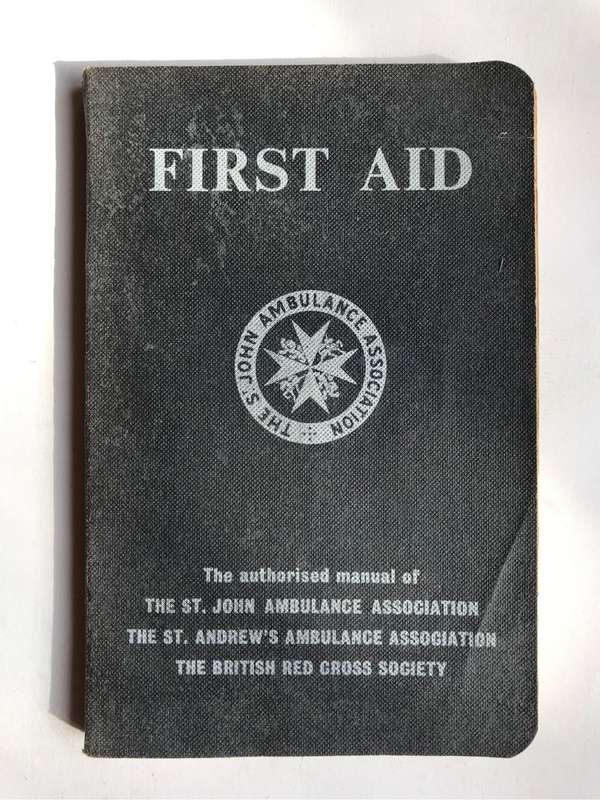 FIRST AID
THE S. JOHN AMBULANCE ASSOCIATION
The authorised manual of
THE ST. JOHN AMBULANCE ASSOCIATION
THE ST. ANDREW'S AMBULANCE ASSOCIATION
THE BRITISH RED CROSS SOCIETY